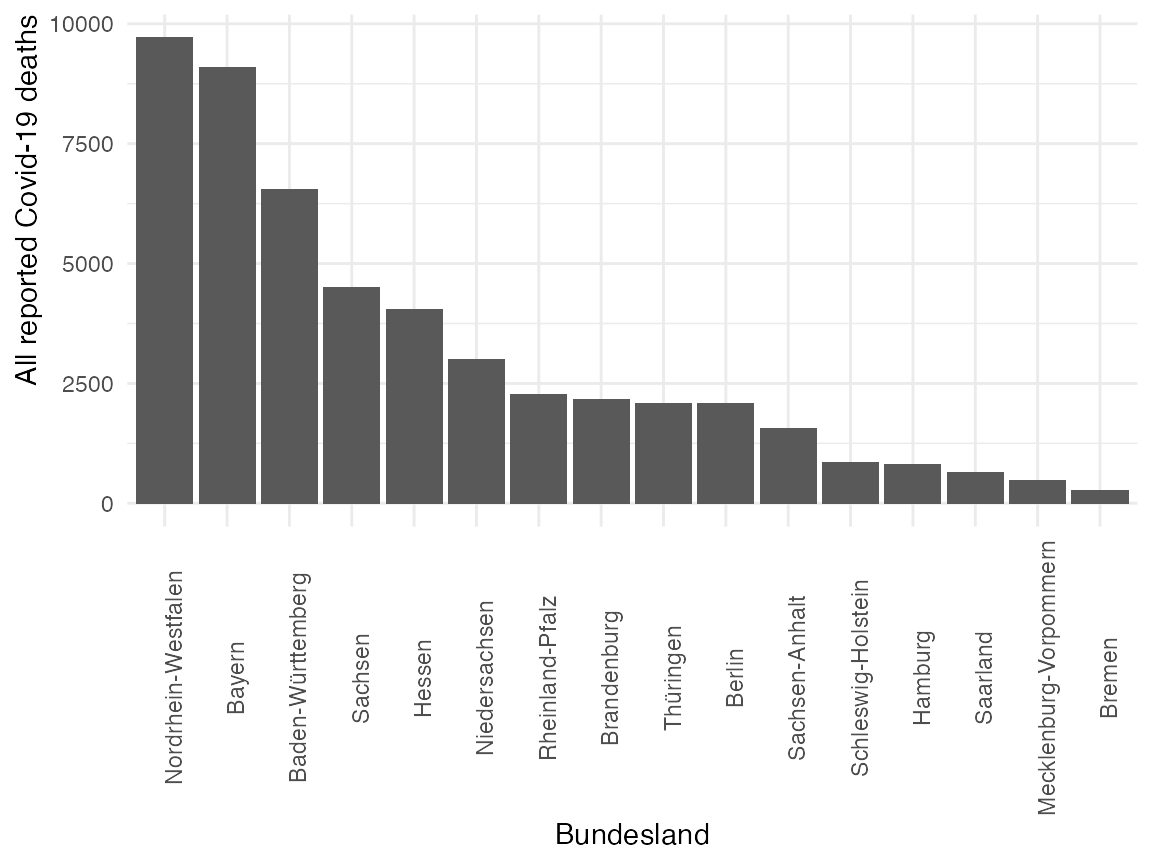 All reported Covid-19 deaths
10000
7500
5000
2500
0
Nordrhein-Westfalen
Bayern
Baden-Württemberg
Sachsen
Hessen
Niedersachsen
Rheinland-Pfalz
Brandenburg
Thüringen
Berlin
Sachsen-Anhalt
Schleswig-Holstein
Hamburg
Saarland
Mecklenburg-Vorpommern
Bremen
Bundesland